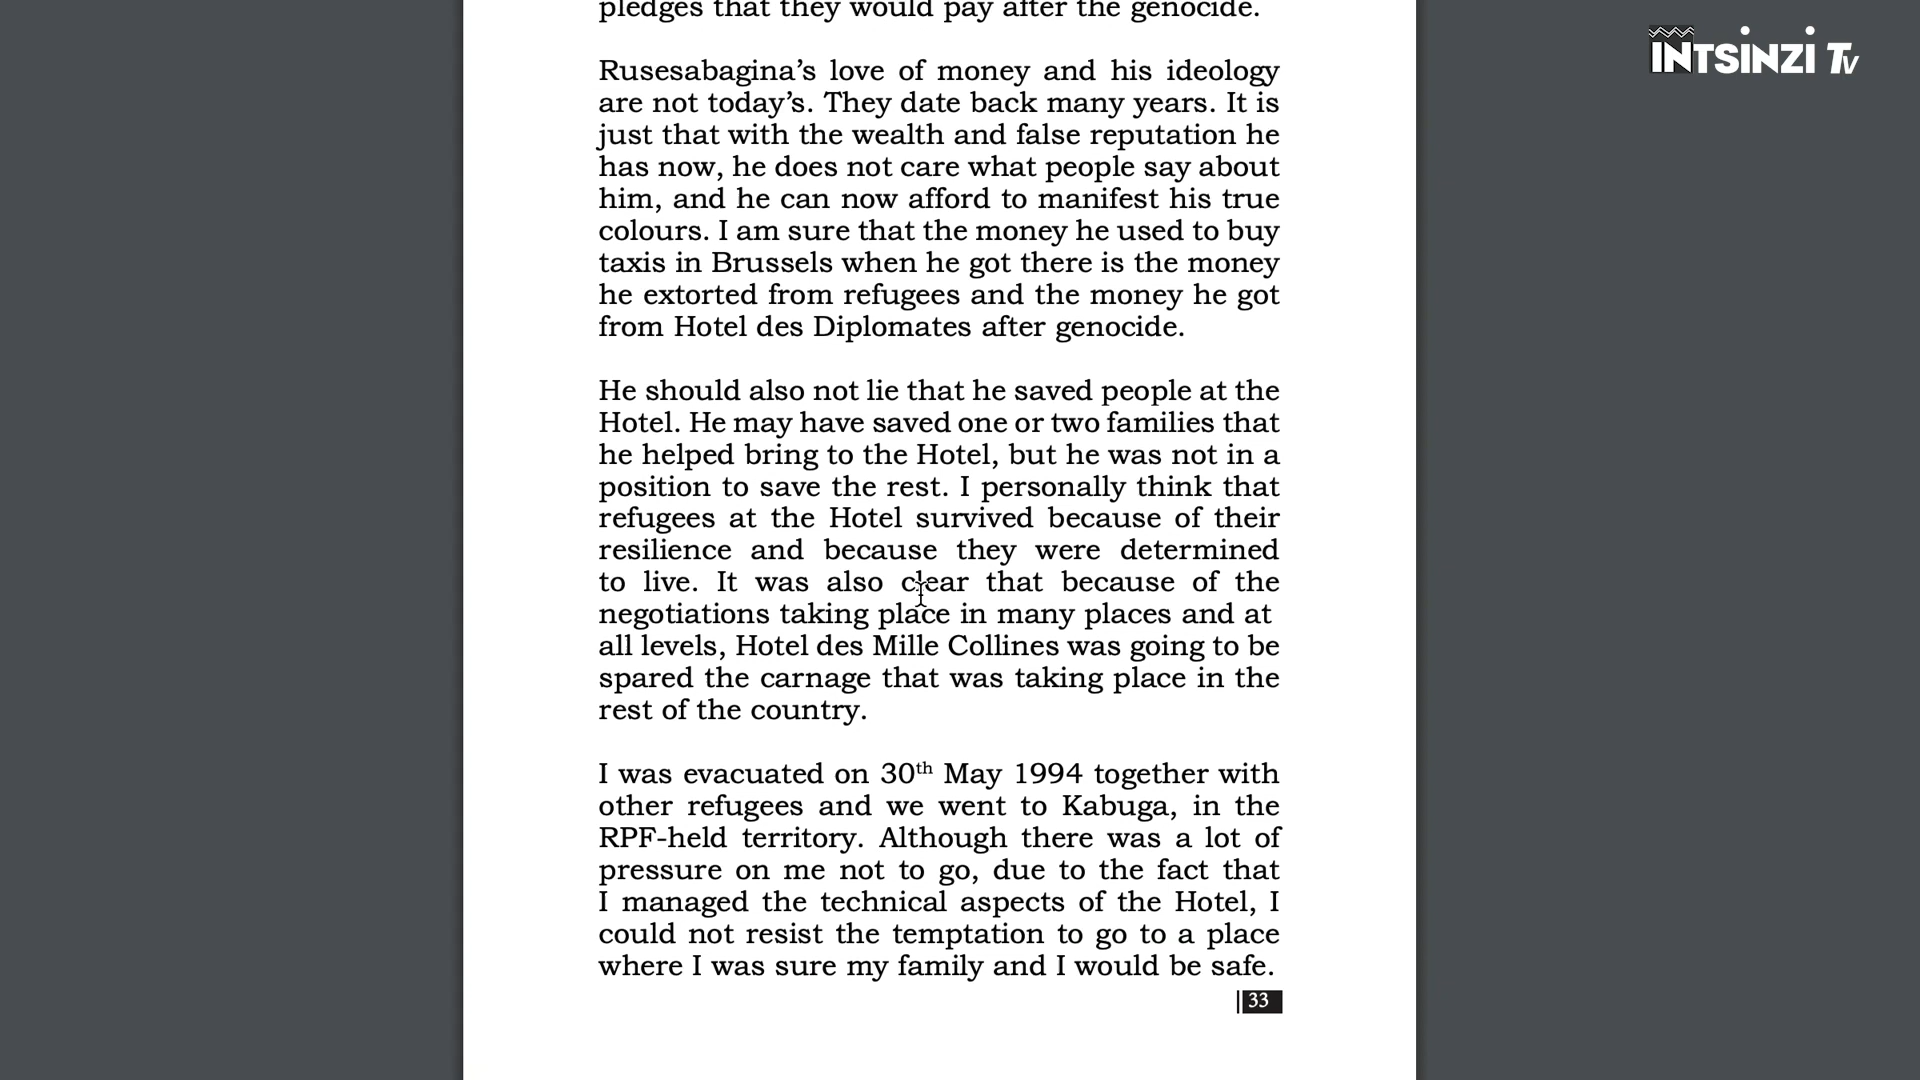 pledges that they would pay after the genocide.
INTSINZI Tv
Rusesabagina’s love of money and his ideology
are not today’s. They date back many years. It is
just that with the wealth and false reputation he
has now, he does not care what people say about
him, and he can now afford to manifest his true
colours. I am sure that the money he used to buy
taxis in Brussels when he got there is the money
he extorted from refugees and the money he got
from Hotel des Diplomates after genocide.
He should also not lie that he saved people at the
Hotel. He may have saved one or two families that
he helped bring to the Hotel, but he was not in a
position to save the rest. I personally think that
refugees at the Hotel survived because of their
resilience and because they were determined
to live. It was also clear that because of the
negotiations taking place in many places and at
all levels, Hotel des Mille Collines was going to be
spared the carnage that was taking place in the
rest of the country.
I was evacuated on 30th May 1994 together with
other refugees and we went to Kabuga, in the
RPF-held territory. Although there was a lot of
pressure on me not to go, due to the fact that
I managed the technical aspects of the Hotel, I
could not resist the temptation to go to a place
where I was sure my family and I would be safe.
33